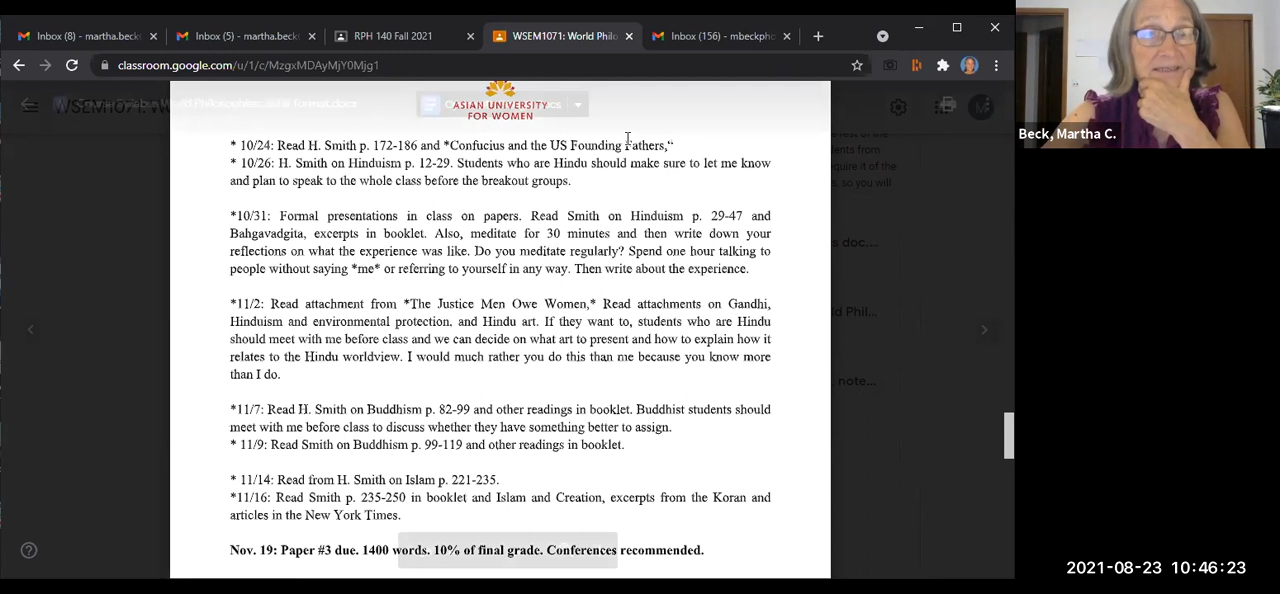 Inbox (8) - martha.beck
Inbox (5) - martha.beck
RPH 140 Fall 2021
WSEM1071: World Philo
Inbox (156) - mbeckpho
classroom.google.com/u/1/c/MzgxMDAyMjY0Mjg1
Beck, Martha C.
ASIAN UNIVERSITY
FOR WOMEN
* 10/24: Read H. Smith p. 172-186 and *Confucius and the US Founding Fathers,“
* 10/26: H. Smith on Hinduism p. 12-29. Students who are Hindu should make sure to let me know
and plan to speak to the whole class before the breakout groups.
*10/31: Formal presentations in class on papers. Read Smith on Hinduism p. 29-47 and
Bahgavadgita, excerpts in booklet. Also, meditate for 30 minutes and then write down your
reflections on what the experience was like. Do you meditate regularly? Spend one hour talking to
people without saying *me* or referring to yourself in any way. Then write about the experience.
*11/2: Read attachment from *The Justice Men Owe Women,* Read attachments on Gandhi,
Hinduism and environmental protection, and Hindu art. If they want to, students who are Hindu
should meet with me before class and we can decide on what art to present and how to explain how it
relates to the Hindu worldview. I would much rather you do this than me because you know more
than I do.
*11/7: Read H. Smith on Buddhism p. 82-99 and other readings in booklet. Buddhist students should
meet with me before class to discuss whether they have something better to assign.
* 11/9: Read Smith on Buddhism p. 99-119 and other readings in booklet.
* 11/14: Read from H. Smith on Islam p. 221-235.
*11/16: Read Smith p. 235-250 in booklet and Islam and Creation, excerpts from the Koran and
articles in the New York Times.
Nov. 19: Paper #3 due. 1400 words. 10% of final grade. Conferences recommended.
2021-08-23 10:46:23